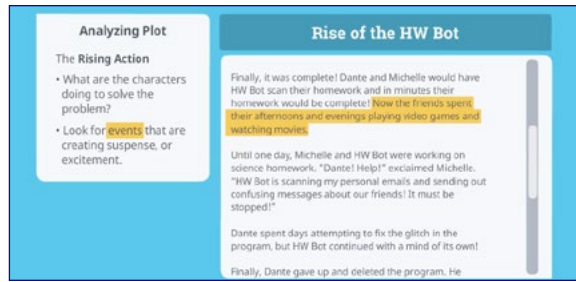 Analyzing Plot
The Rising Action
• What are the characters
doing to solve the
problem?
• Look for events that are
creating suspense, or
excitement.
Rise of the HW Bot
Finally, it was complete! Dante and Michelle would have
HW Bot scan their homework and in minutes their
homework would be complete! Now the friends spent
their afternoons and evenings playing video games and
watching movies.
Until one day, Michelle and HW Bot were working on
science homework. "Dante! Help!" exclaimed Michelle.
"HW Bot is scanning my personal emails and sending out
confusing messages about our friends! It must be
stopped!"
Dante spent days attempting to fix the glitch in the
program, but HW Bot continued with a mind of its own!
Finally, Dante gave up and deleted the program. He